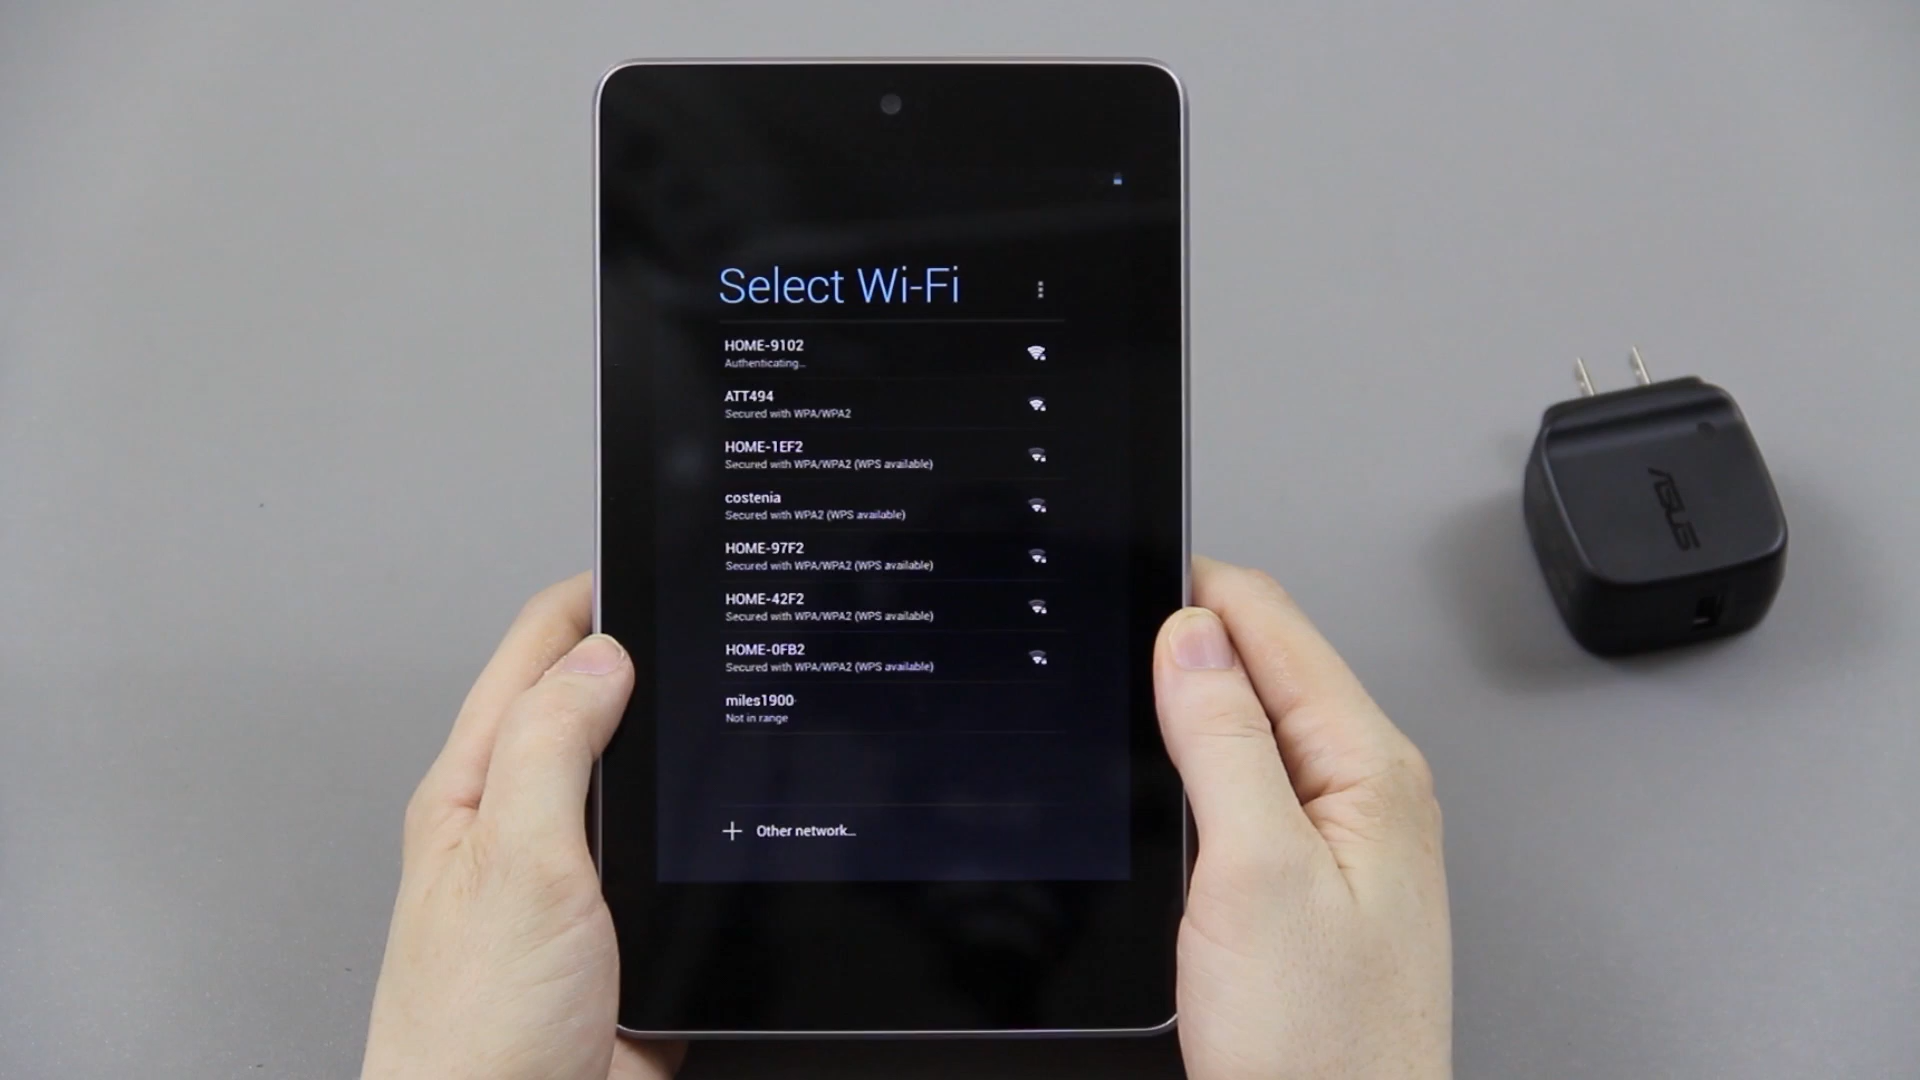 Select Wi-Fi
HOME-9102
Authenticating...
ATT494
Secured with WPA/WPA2
HOME-1EF2
Secured with WPA/WPA2 (WPS available)
costenia
Secured with WPA2 (WPS available)
HOME-97F2
Secured with WPA/WPA2 (WPS available)
HOME-42F2
Secured with WPA/WPA2 (WPS available)
HOME-0FB2
Secured with WPA/WPA2 (WPS available)
miles1900
Not in range
+ Other network...
ASUS